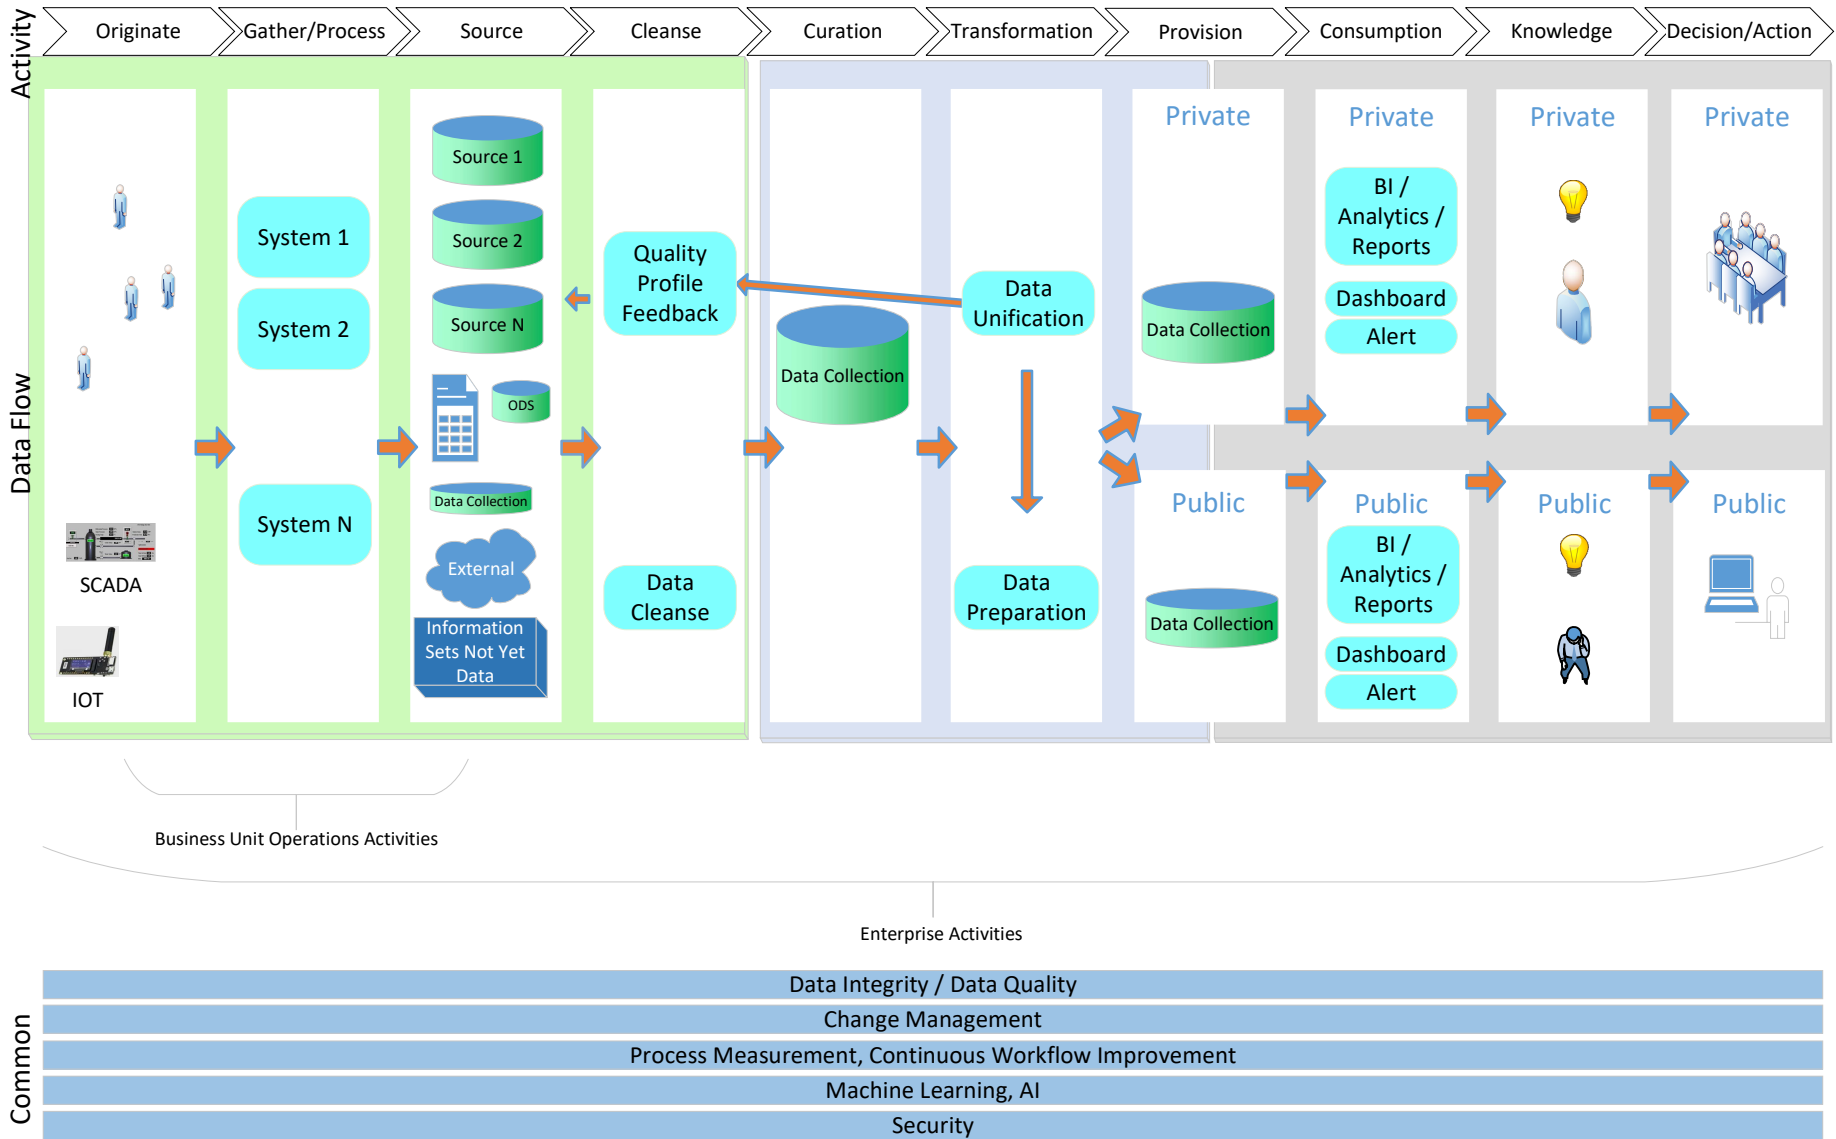 Activity
Originate
Gather/Process
Source
Cleanse
Curation
Transformation
Provision
Consumption
Knowledge
Decision/Action
Data Flow
SCADA
IOT
System 1
System 2
System N
Source 1
Source 2
Source N
ODS
Data Collection
External
Information
Sets Not Yet
Data
Quality
Profile
Feedback
Data
Cleanse
Data Collection
Data
Unification
Data
Preparation
Private
Data Collection
Public
Data Collection
Private
BI /
Analytics /
Reports
Dashboard
Alert
Public
BI /
Analytics /
Reports
Dashboard
Alert
Private
Public
Private
Public
Business Unit Operations Activities
Enterprise Activities
Common
Data Integrity / Data Quality
Change Management
Process Measurement, Continuous Workflow Improvement
Machine Learning, AI
Security